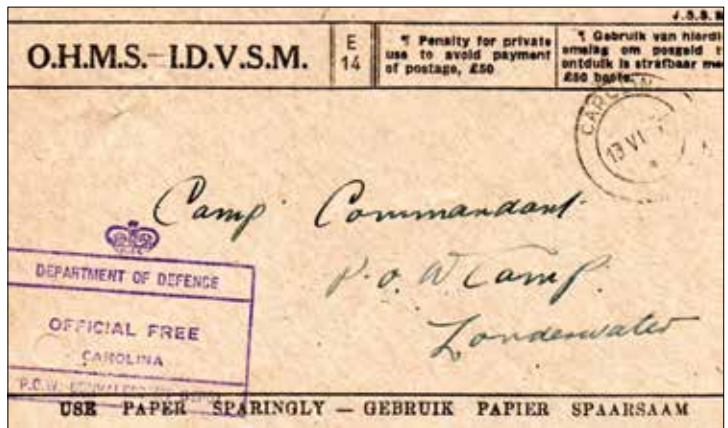 J.S.S.
O.H.M.S. – I.D.V.S.M.
E
14
¶ Penalty for private
use to avoid payment
of postage, £50
¶ Gebruik van hierdi
omslag om posgeld
ontduik is strafbaar me
£50 boete.
CAROLIN
13 VI
Camp Commandant
P.O.W Camp.
Zonderwater
DEPARTMENT OF DEFENCE
OFFICIAL FREE
CAROLINA
P.O.W.
USE PAPER SPARINGLY — GEBRUIK PAPIER SPAARSAAM